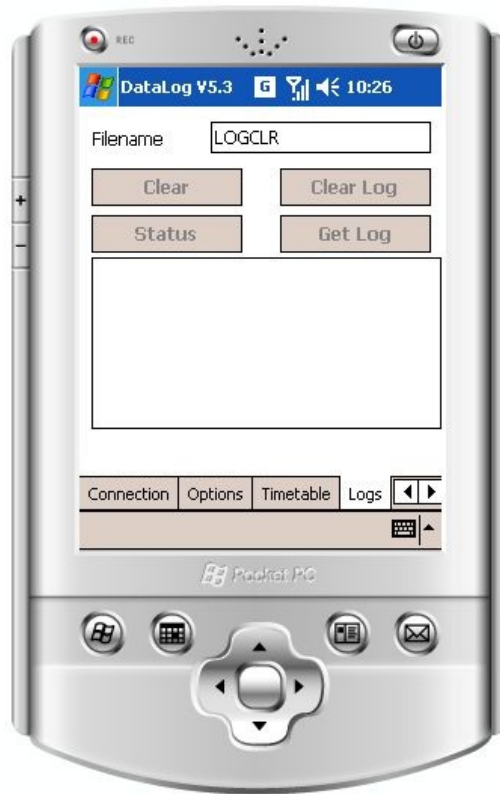 REC
DataLog V5.3 G 10:26
Filename LOGCLR
Clear Clear Log
Status Get Log
Connection Options Timetable Logs
Pocket PC
+
-